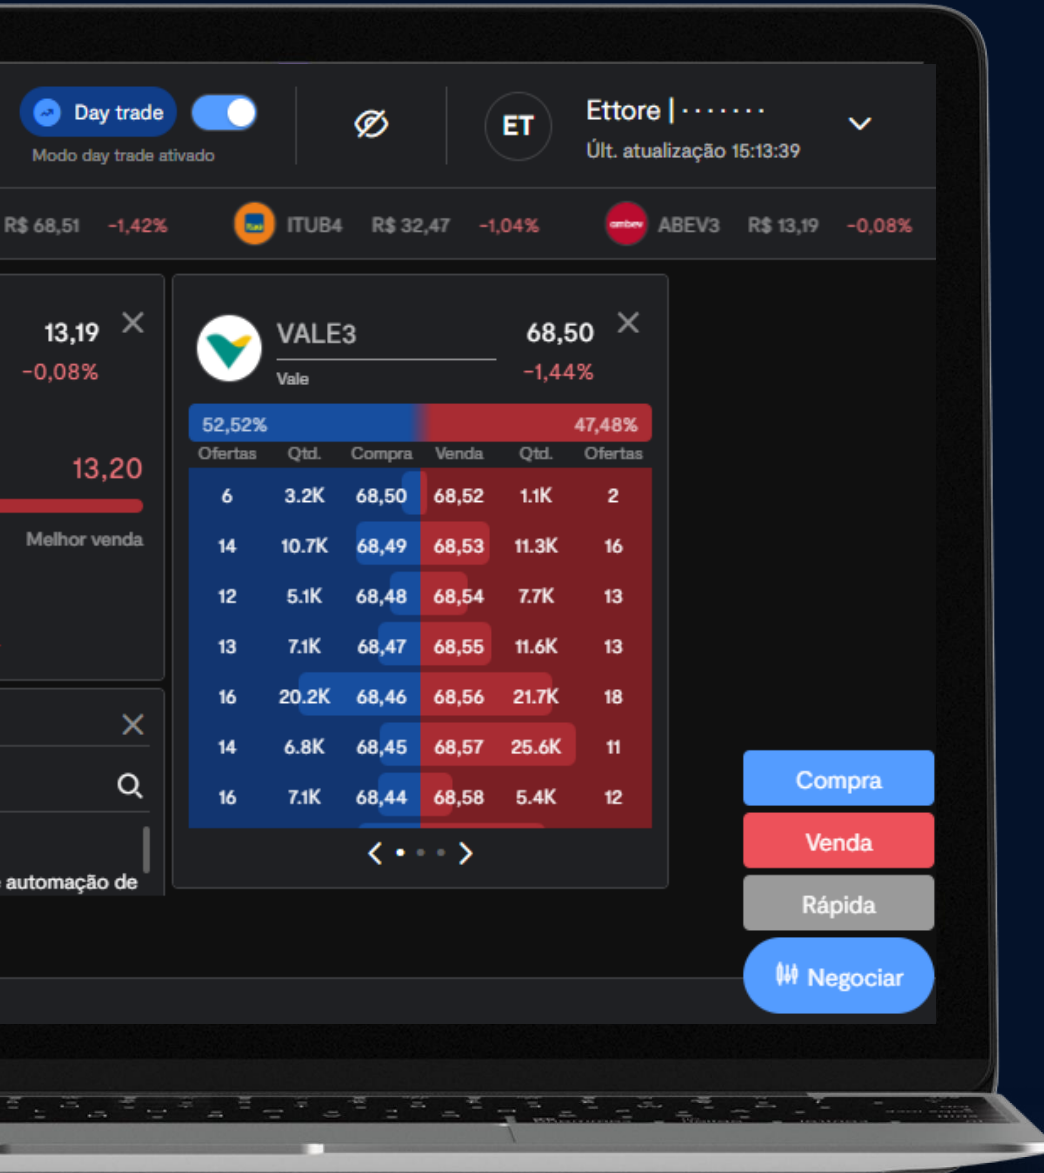 Day trade
Modo day trade ativado
ET
Ettore | · · · · · · ·
Últ. atualização 15:13:39
R$ 68,51 -1,42%
Itaú ITUB4 R$ 32,47 -1,04%
ambev ABEV3 R$ 13,19 -0,08%
13,19
-0,08%
13,20
Melhor venda
automação de
VALE3 68,50
Vale -1,44%
52,52% 47,48%
Ofertas Qtd. Compra Venda Qtd. Ofertas
6 3.2K 68,50 68,52 1.1K 2
14 10.7K 68,49 68,53 11.3K 16
12 5.1K 68,48 68,54 7.7K 13
13 7.1K 68,47 68,55 11.6K 13
16 20.2K 68,46 68,56 21.7K 18
14 6.8K 68,45 68,57 25.6K 11
16 7.1K 68,44 68,58 5.4K 12
Compra
Venda
Rápida
Negociar